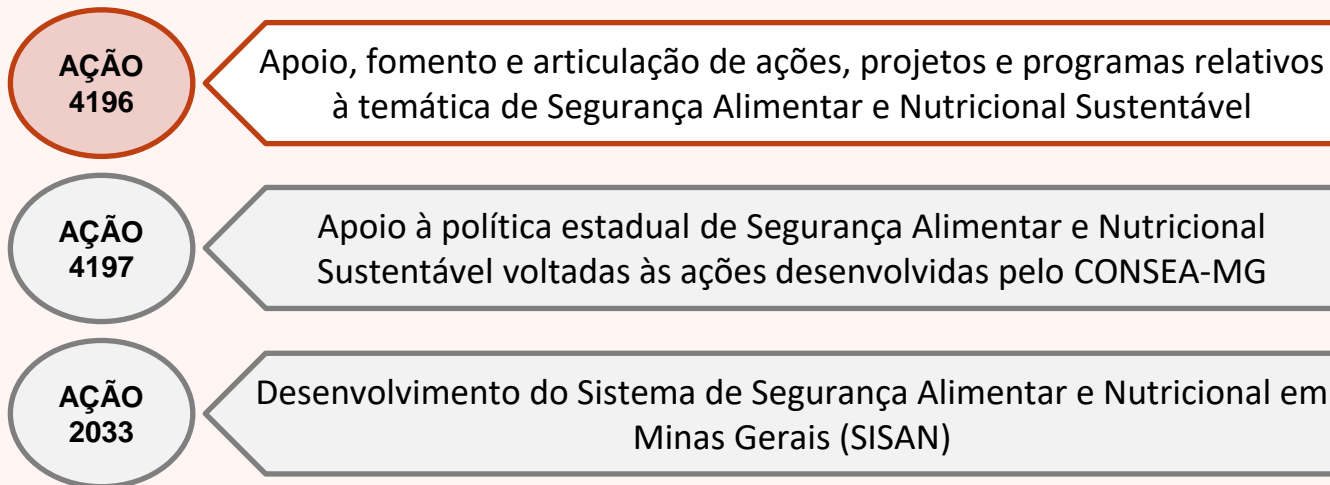 AÇÃO
4196
Apoio, fomento e articulação de ações, projetos e programas relativos
à temática de Segurança Alimentar e Nutricional Sustentável
AÇÃO
4197
Apoio à política estadual de Segurança Alimentar e Nutricional
Sustentável voltadas às ações desenvolvidas pelo CONSEA-MG
AÇÃO
2033
Desenvolvimento do Sistema de Segurança Alimentar e Nutricional em
Minas Gerais (SISAN)